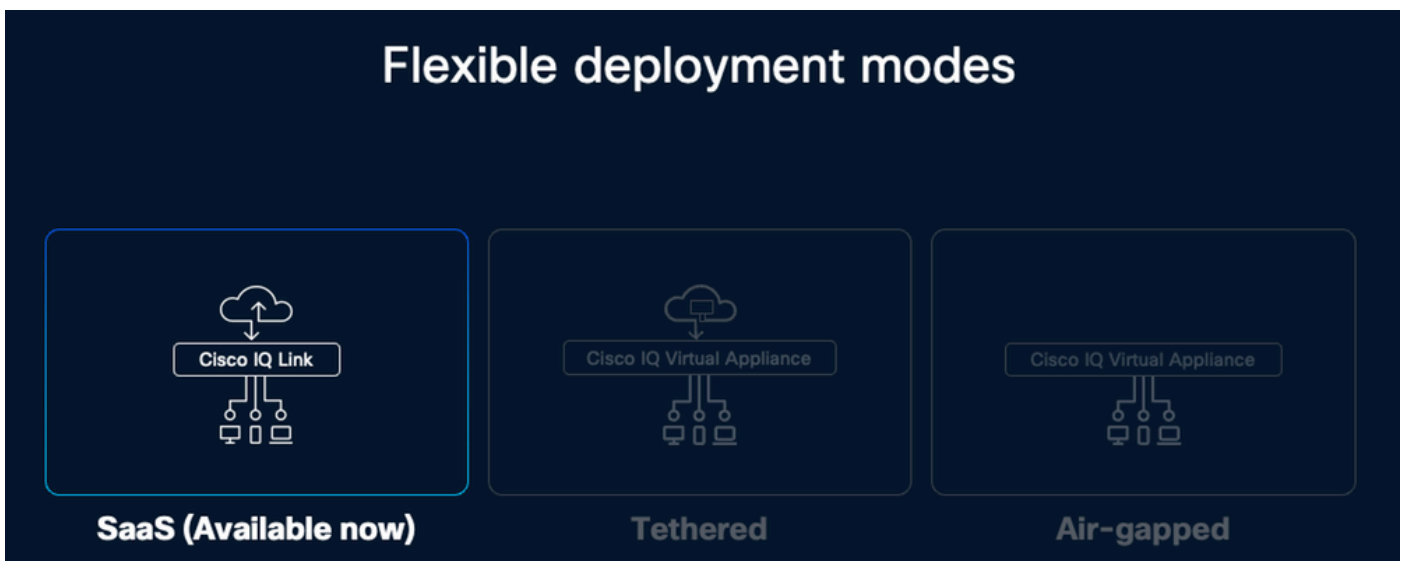 Flexible deployment modes
Cisco IQ Link
Cisco IQ Virtual Appliance
Cisco IQ Virtual Appliance
SaaS (Available now)
Tethered
Air-gapped